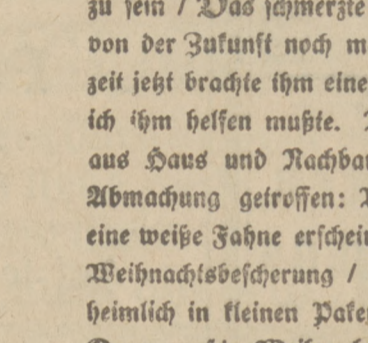 zu sein / Das schmerzte
von der Zukunft noch m
zeit jetzt brachte ihm eine
ich ihm helfen mußte.
aus Haus und Nachba
Abmachung getroffen:
eine weiße Fahne erschei
Weihnachtsbescherung /
heimlich in kleinen Pake